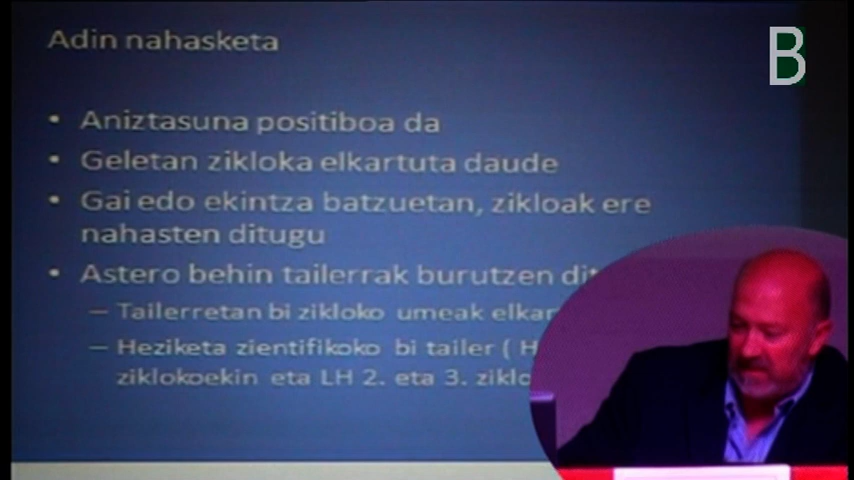 B
Adin nahasketa
• Aniztasuna positiboa da
• Geletan zikloka elkartuta daude
• Gai edo ekintza batzuetan, zikloak ere
nahasten ditugu
• Astero behin tailerrak burutzen
– Tailerretan bi zikloko umeak
– Heziketa zientifikoko bi tailer (
ziklokoekin eta LH 2. eta 3.